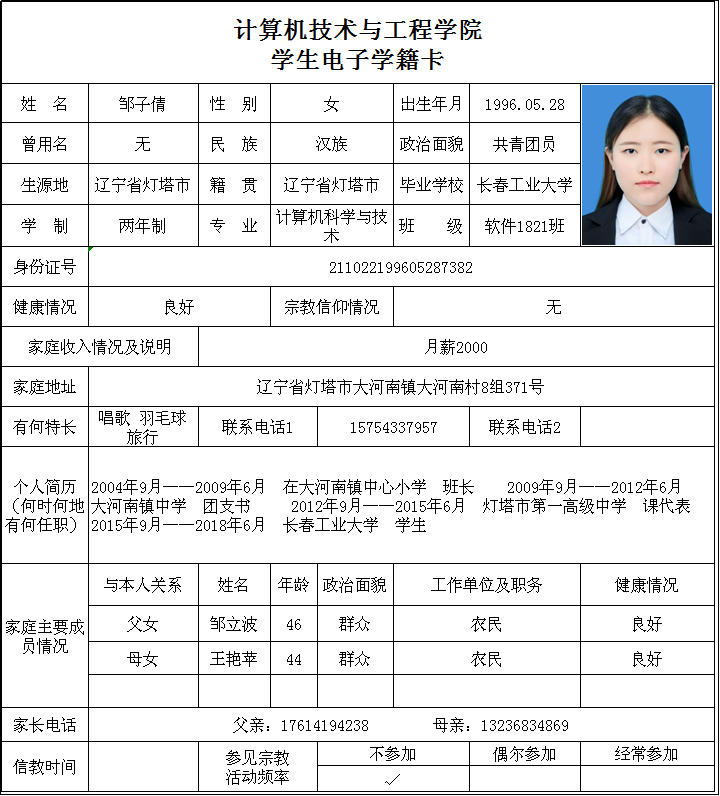 计算机技术与工程学院
学生电子学籍卡
姓 名 邹子倩 性 别 女 出生年月 1996.05.28
曾用名 无 民 族 汉族 政治面貌 共青团员
生源地 辽宁省灯塔市 籍 贯 辽宁省灯塔市 毕业学校 长春工业大学
学 制 两年制 专 业 计算机科学与技术 班 级 软件1821班
身份证号 211022199605287382
健康情况 良好 宗教信仰情况 无
家庭收入情况及说明 月薪2000
家庭地址 辽宁省灯塔市大河南镇大河南村8组371号
有何特长 唱歌 羽毛球 旅行 联系电话1 15754337957 联系电话2
个人简历（何时何地有何任职）
2004年9月——2009年6月 在大河南镇中心小学 班长 2009年9月——2012年6月
大河南镇中学 团支书 2012年9月——2015年6月 灯塔市第一高级中学 课代表
2015年9月——2018年6月 长春工业大学 学生
家庭主要成员情况
与本人关系 姓名 年龄 政治面貌 工作单位及职务 健康情况
父女 邹立波 46 群众 农民 良好
母女 王艳苹 44 群众 农民 良好
家长电话 父亲：17614194238 母亲：13236834869
信教时间 参见宗教活动频率 不参加 偶尔参加 经常参加
✓